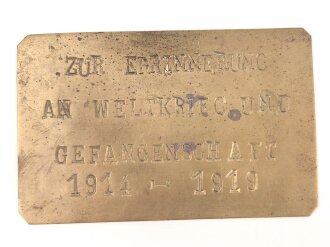 ZUR ERINNERUNG
AN WELTKRIEG UND
GEFANGENSCHAFT
1914 - 1919